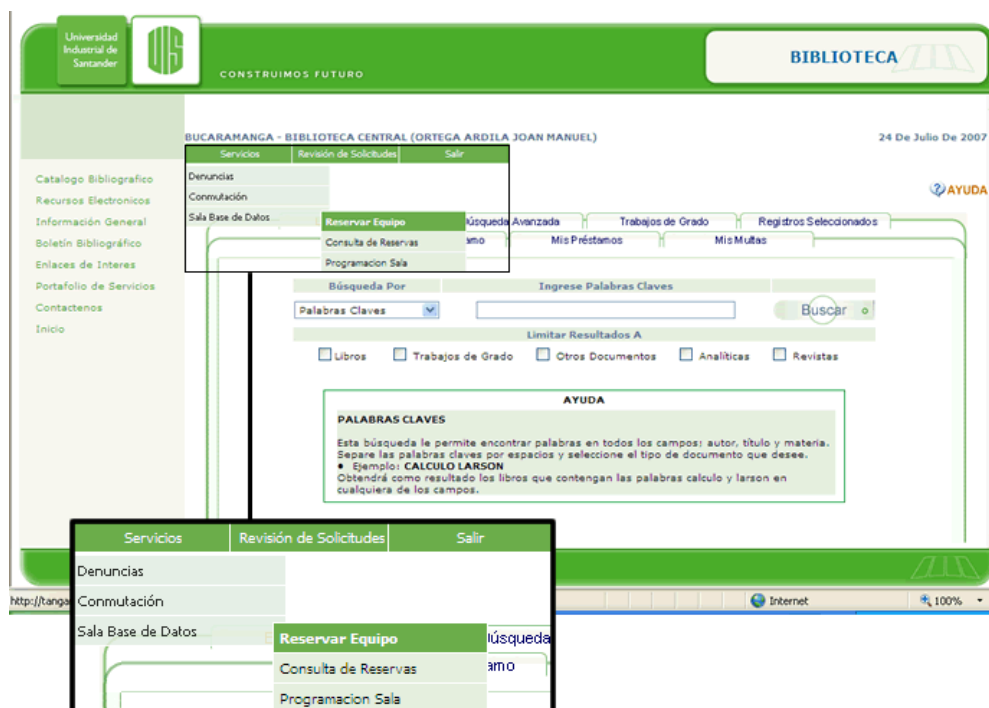 Universidad
Industrial de
Santander
CONSTRUIMOS FUTURO
BIBLIOTECA
BUCARAMANGA - BIBLIOTECA CENTRAL (ORTEGA ARDILA JOAN MANUEL)
24 De Julio De 2007
Servicios Revisión de Solicitudes Salir
Denuncias
Conmutación
Sala Base de Datos
Reservar Equipo
Consulta de Reservas
Programacion Sala
AYUDA
Catalogo Bibliografico
Recursos Electronicos
Información General
Boletín Bibliográfico
Enlaces de Interes
Portafolio de Servicios
Contactenos
Inicio
úsqueda Avanzada Trabajos de Grado Registros Seleccionados
amo Mis Préstamos Mis Multas
Búsqueda Por Ingrese Palabras Claves
Palabras Claves Buscar
Limitar Resultados A
Libros Trabajos de Grado Otros Documentos Analíticas Revistas
AYUDA
PALABRAS CLAVES
Esta búsqueda le permite encontrar palabras en todos los campos: autor, título y materia.
Separe las palabras claves por espacios y seleccione el tipo de documento que desee.
• Ejemplo: CALCULO LARSON
Obtendrá como resultado los libros que contengan las palabras calculo y larson en
cualquiera de los campos.
http://tanga
Internet 100%
Servicios Revisión de Solicitudes Salir
Denuncias
Conmutación
Sala Base de Datos
Reservar Equipo úsqueda
Consulta de Reservas amo
Programacion Sala